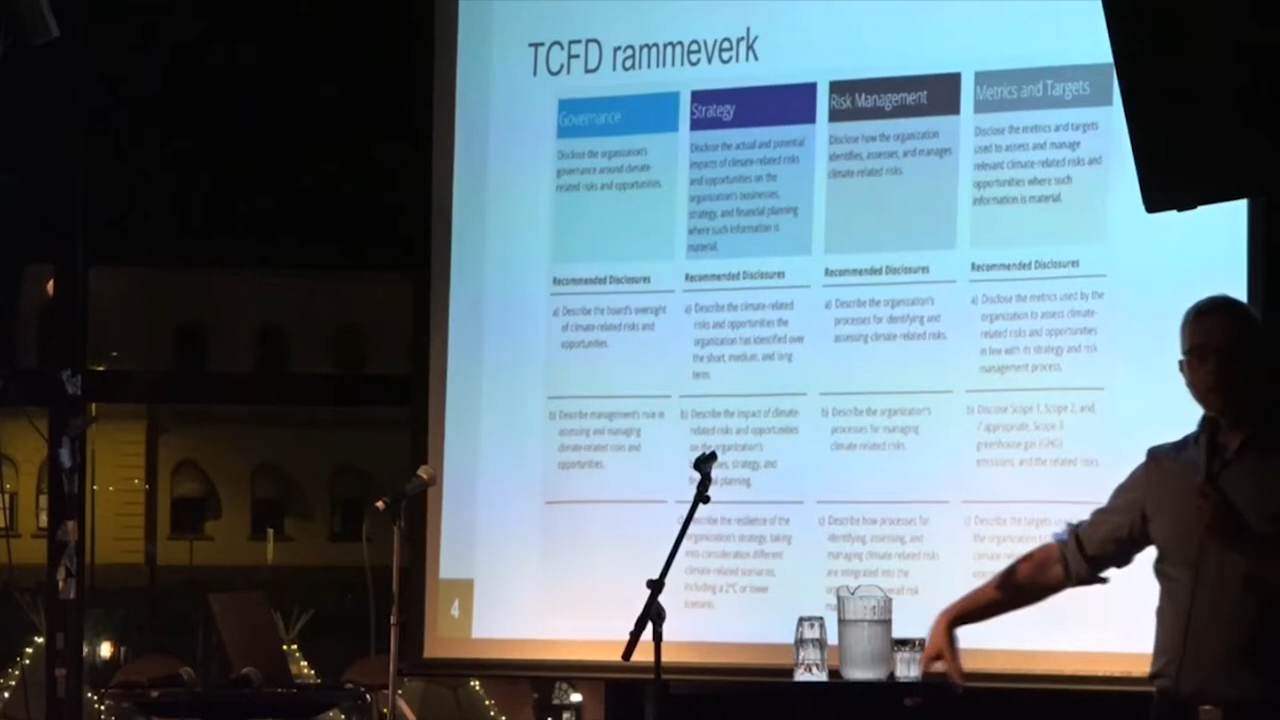 TCFD rammeverk
Governance
Disclose the organization's
governance around climate-
related risks and opportunities.
Strategy
Disclose the actual and potential
impacts of climate-related risks
and opportunities on the
organization's businesses,
strategy, and financial planning
where such information is
material.
Risk Management
Disclose how the organization
identifies, assesses, and manages
climate-related risks.
Metrics and Targets
Disclose the metrics and targets
used to assess and manage
relevant climate-related risks and
opportunities where such
information is material.
Recommended Disclosures
Recommended Disclosures
Recommended Disclosures
Recommended Disclosures
a) Describe the board's oversight
of climate-related risks and
opportunities.
a) Describe the climate-related
risks and opportunities the
organization has identified over
the short, medium, and long
term.
a) Describe the organization's
processes for identifying and
assessing climate-related risks.
a) Disclose the metrics used by the
organization to assess climate-
related risks and opportunities
in line with its strategy and risk
management process.
b) Describe management's role in
assessing and managing
climate-related risks and
opportunities.
b) Describe the impact of climate-
related risks and opportunities
on the organization's
strategy, and
planning.
b) Describe the organization's
processes for managing
climate-related risks.
b) Disclose Scope 1, Scope 2, and,
if appropriate, Scope 3
greenhouse gas (GHG)
emissions, and the related risks.
the resilience of the
organization's strategy, taking
into consideration different
climate-related scenarios,
including a 2°C or lower
scenario.
c) Describe how processes for
identifying, assessing, and
managing climate-related risks
are integrated into the
risk
c) Describe the targets
the organization
4